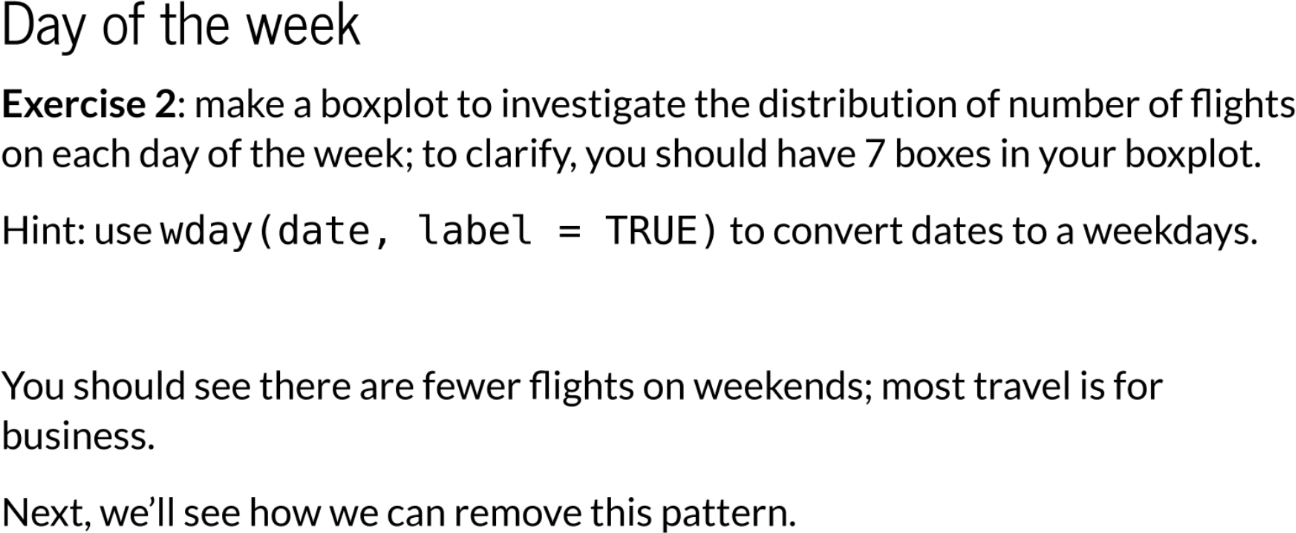 Day of the week
Exercise 2: make a boxplot to investigate the distribution of number of flights
on each day of the week; to clarify, you should have 7 boxes in your boxplot.
Hint: use wday(date, label = TRUE) to convert dates to a weekdays.
You should see there are fewer flights on weekends; most travel is for
business.
Next, we’ll see how we can remove this pattern.